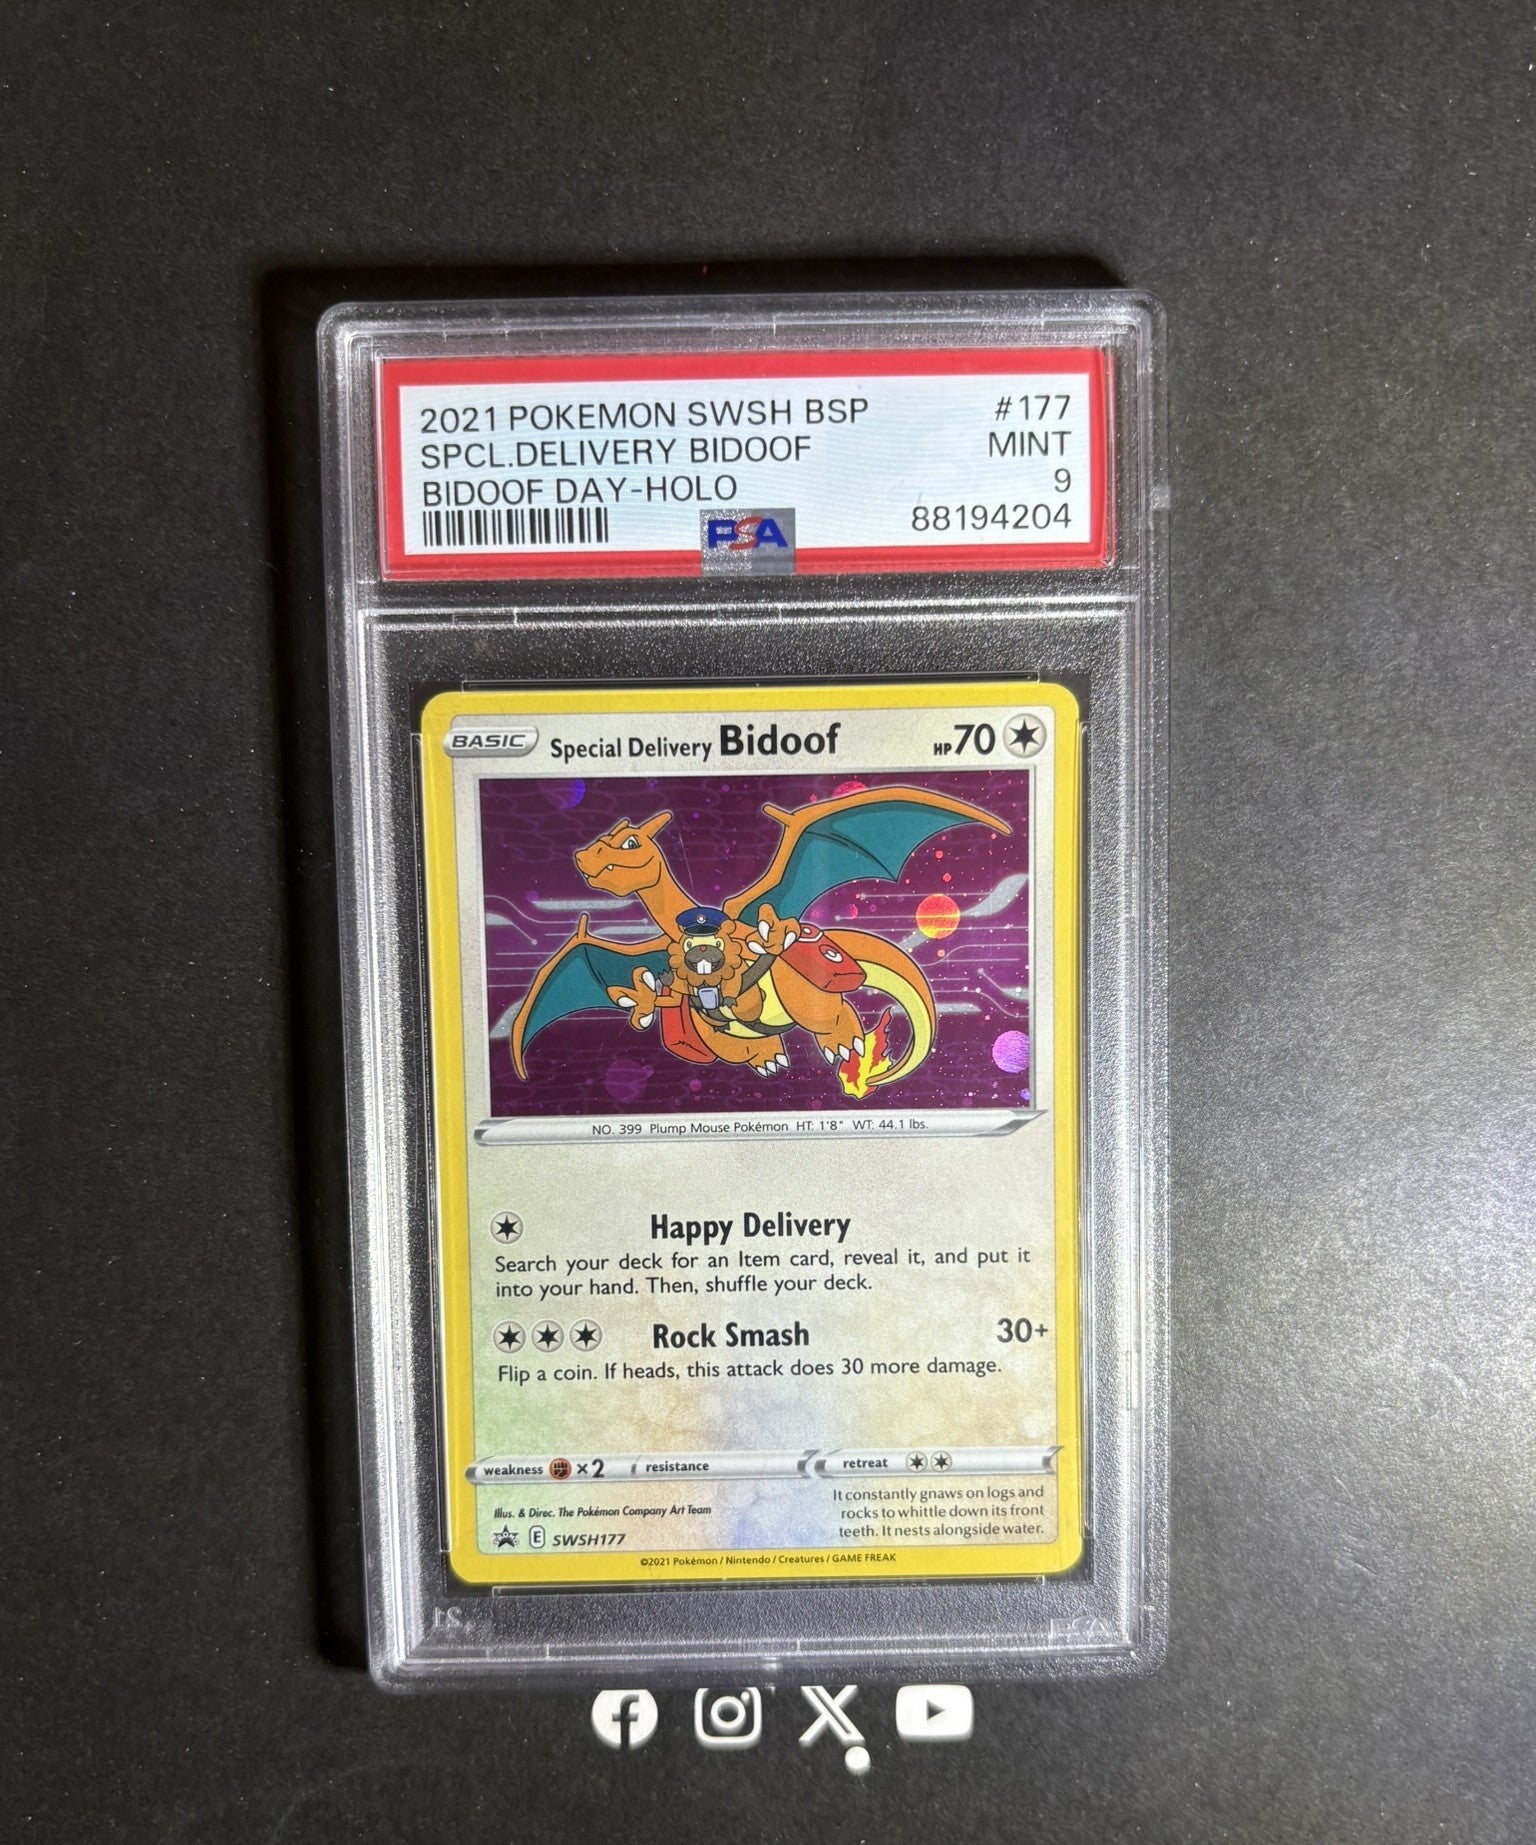 2021 POKEMON SWSH BSP #177
SPCL.DELIVERY BIDOOF MINT
BIDOOF DAY-HOLO 9
PSA 88194204
BASIC Special Delivery Bidoof HP 70
NO. 399 Plump Mouse Pokémon HT: 1'8" WT: 44.1 lbs.
Happy Delivery
Search your deck for an Item card, reveal it, and put it
into your hand. Then, shuffle your deck.
Rock Smash 30+
Flip a coin. If heads, this attack does 30 more damage.
weakness ×2 resistance retreat
It constantly gnaws on logs and
rocks to whittle down its front
teeth. It nests alongside water.
Illus. & Direc. The Pokémon Company Art Team
E SWSH177
©2021 Pokémon / Nintendo / Creatures / GAME FREAK